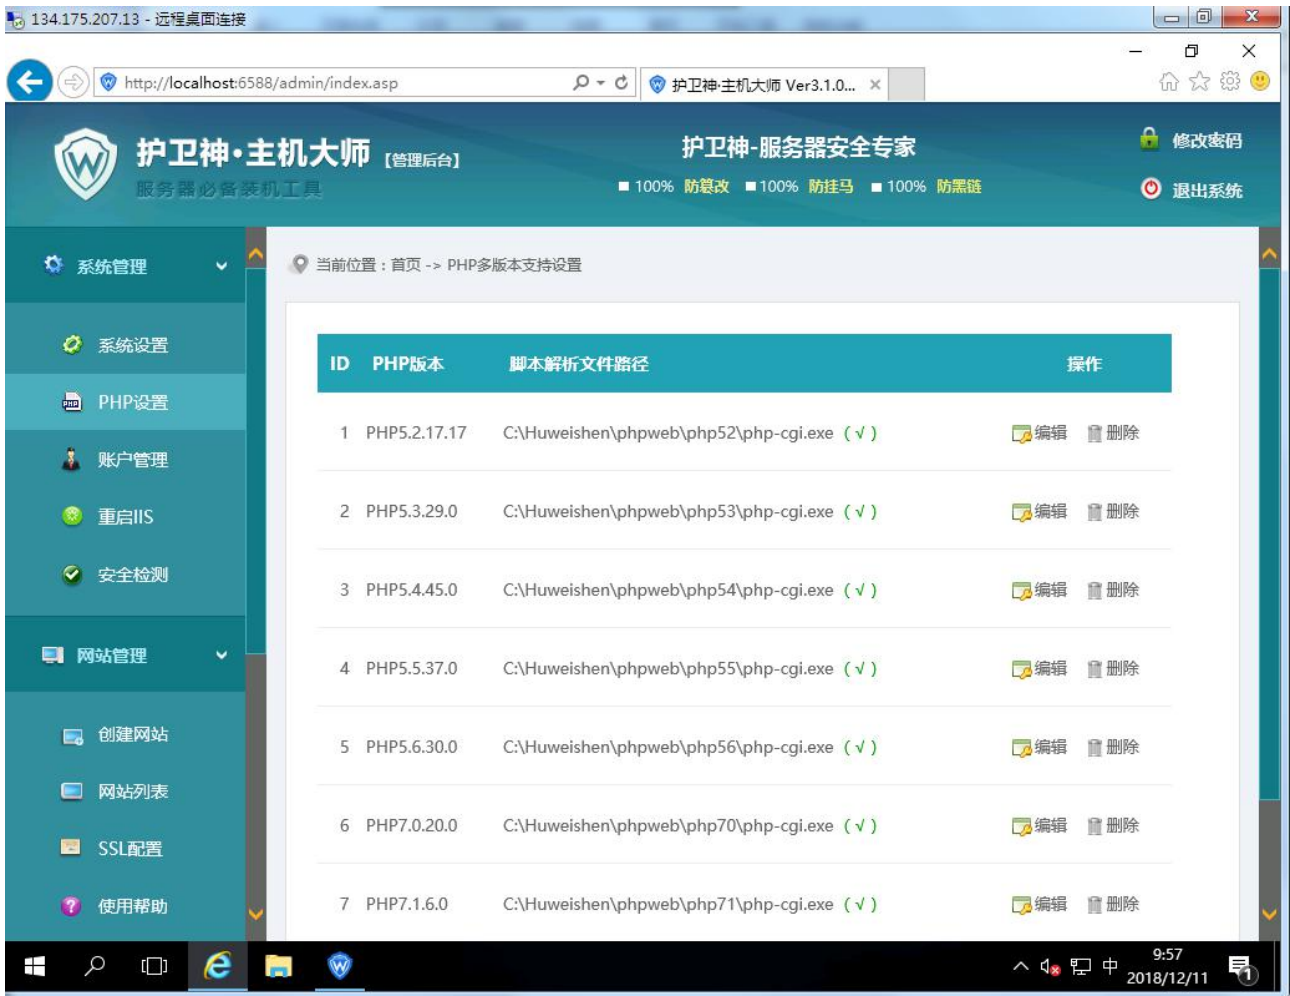 134.175.207.13 - 远程桌面连接
http://localhost:6588/admin/index.asp
护卫神·主机大师 Ver3.1.0...
护卫神·主机大师【管理后台】
服务器必备装机工具
护卫神-服务器安全专家
100% 防篡改 100% 防挂马 100% 防黑链
修改密码
退出系统
系统管理
系统设置
PHP设置
账户管理
重启IIS
安全检测
网站管理
创建网站
网站列表
SSL配置
使用帮助
当前位置：首页 -> PHP多版本支持设置
ID PHP版本 脚本解析文件路径 操作
1 PHP5.2.17.17 C:\Huweishen\phpweb\php52\php-cgi.exe (√) 编辑 删除
2 PHP5.3.29.0 C:\Huweishen\phpweb\php53\php-cgi.exe (√) 编辑 删除
3 PHP5.4.45.0 C:\Huweishen\phpweb\php54\php-cgi.exe (√) 编辑 删除
4 PHP5.5.37.0 C:\Huweishen\phpweb\php55\php-cgi.exe (√) 编辑 删除
5 PHP5.6.30.0 C:\Huweishen\phpweb\php56\php-cgi.exe (√) 编辑 删除
6 PHP7.0.20.0 C:\Huweishen\phpweb\php70\php-cgi.exe (√) 编辑 删除
7 PHP7.1.6.0 C:\Huweishen\phpweb\php71\php-cgi.exe (√) 编辑 删除
中
9:57
2018/12/11
1